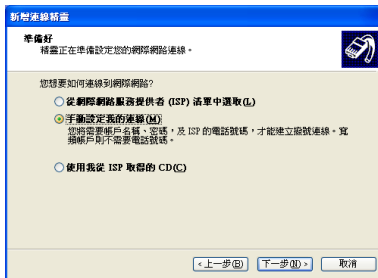 新增連線精靈
準備好
精靈正在準備設定您的網際網路連線。
您想要如何連線到網際網路?
從網際網路服務提供者 (ISP) 清單中選取(L)
手動設定我的連線(M)
您將需要帳戶名稱、密碼，及 ISP 的電話號碼，才能建立撥號連線。寬
頻帳戶則不需要電話號碼。
使用我從 ISP 取得的 CD(C)
<上一步(B)
下一步(N)>
取消